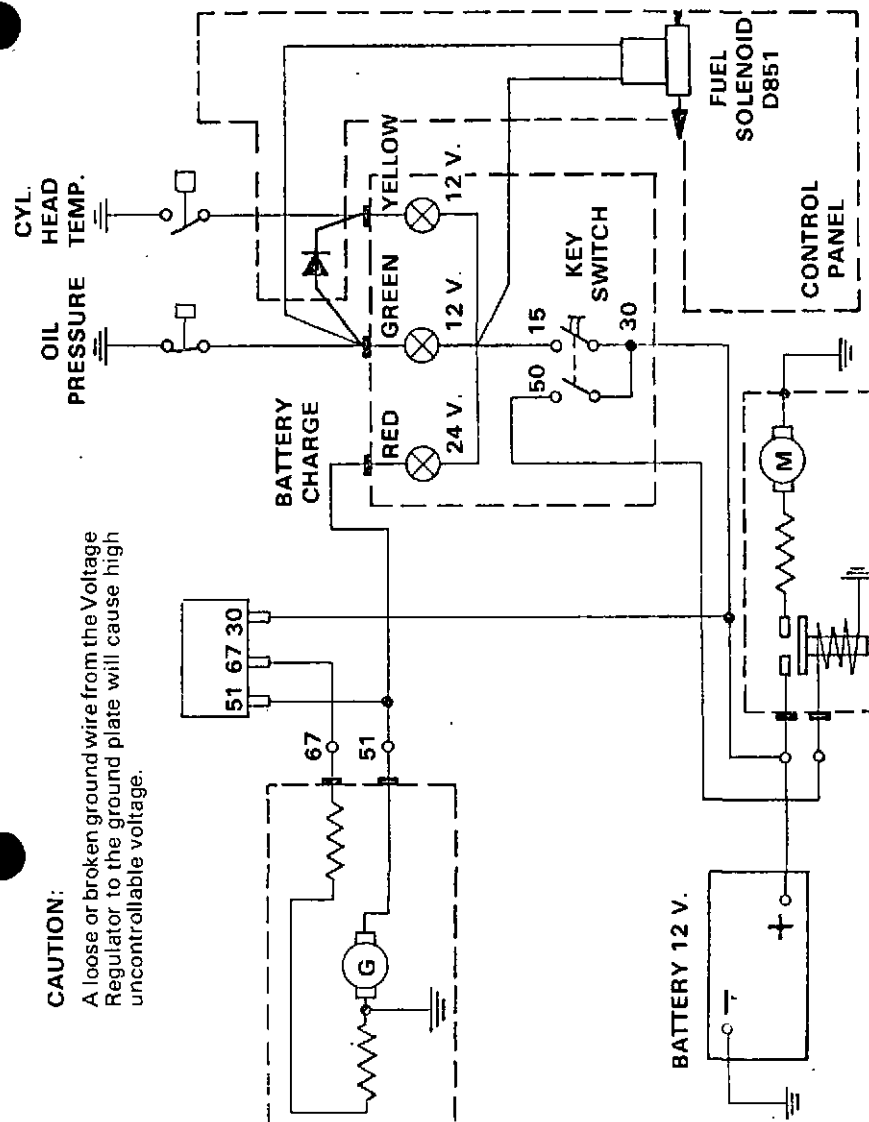 CAUTION:
A loose or broken ground wire from the Voltage
Regulator to the ground plate will cause high
uncontrollable voltage.
OIL
PRESSURE
CYL.
HEAD
TEMP.
BATTERY
CHARGE
RED
24 V.
GREEN
12 V.
YELLOW
12 V.
FUEL
SOLENOID
D851
KEY
SWITCH
50
15
30
CONTROL
PANEL
51 67 30
67
51
G
M
BATTERY 12 V.
+
−